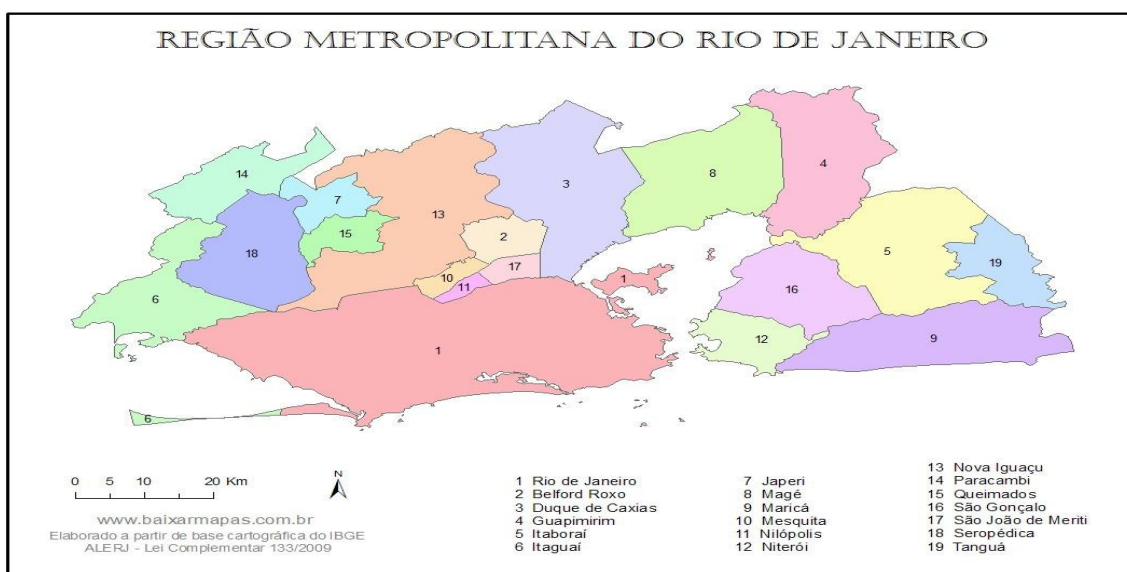 REGIÃO METROPOLITANA DO RIO DE JANEIRO
14
7
13
3
8
4
15
2
18
10
17
11
1
5
19
6
16
1
12
9
6
0 5 10 20 Km
N
www.baixarmapas.com.br
Elaborado a partir de base cartográfica do IBGE
ALERJ - Lei Complementar 133/2009
1 Rio de Janeiro
2 Belford Roxo
3 Duque de Caxias
4 Guapimirim
5 Itaboraí
6 Itaguaí
7 Japeri
8 Magé
9 Maricá
10 Mesquita
11 Nilópolis
12 Niterói
13 Nova Iguaçu
14 Paracambi
15 Queimados
16 São Gonçalo
17 São João de Meriti
18 Seropédica
19 Tanguá